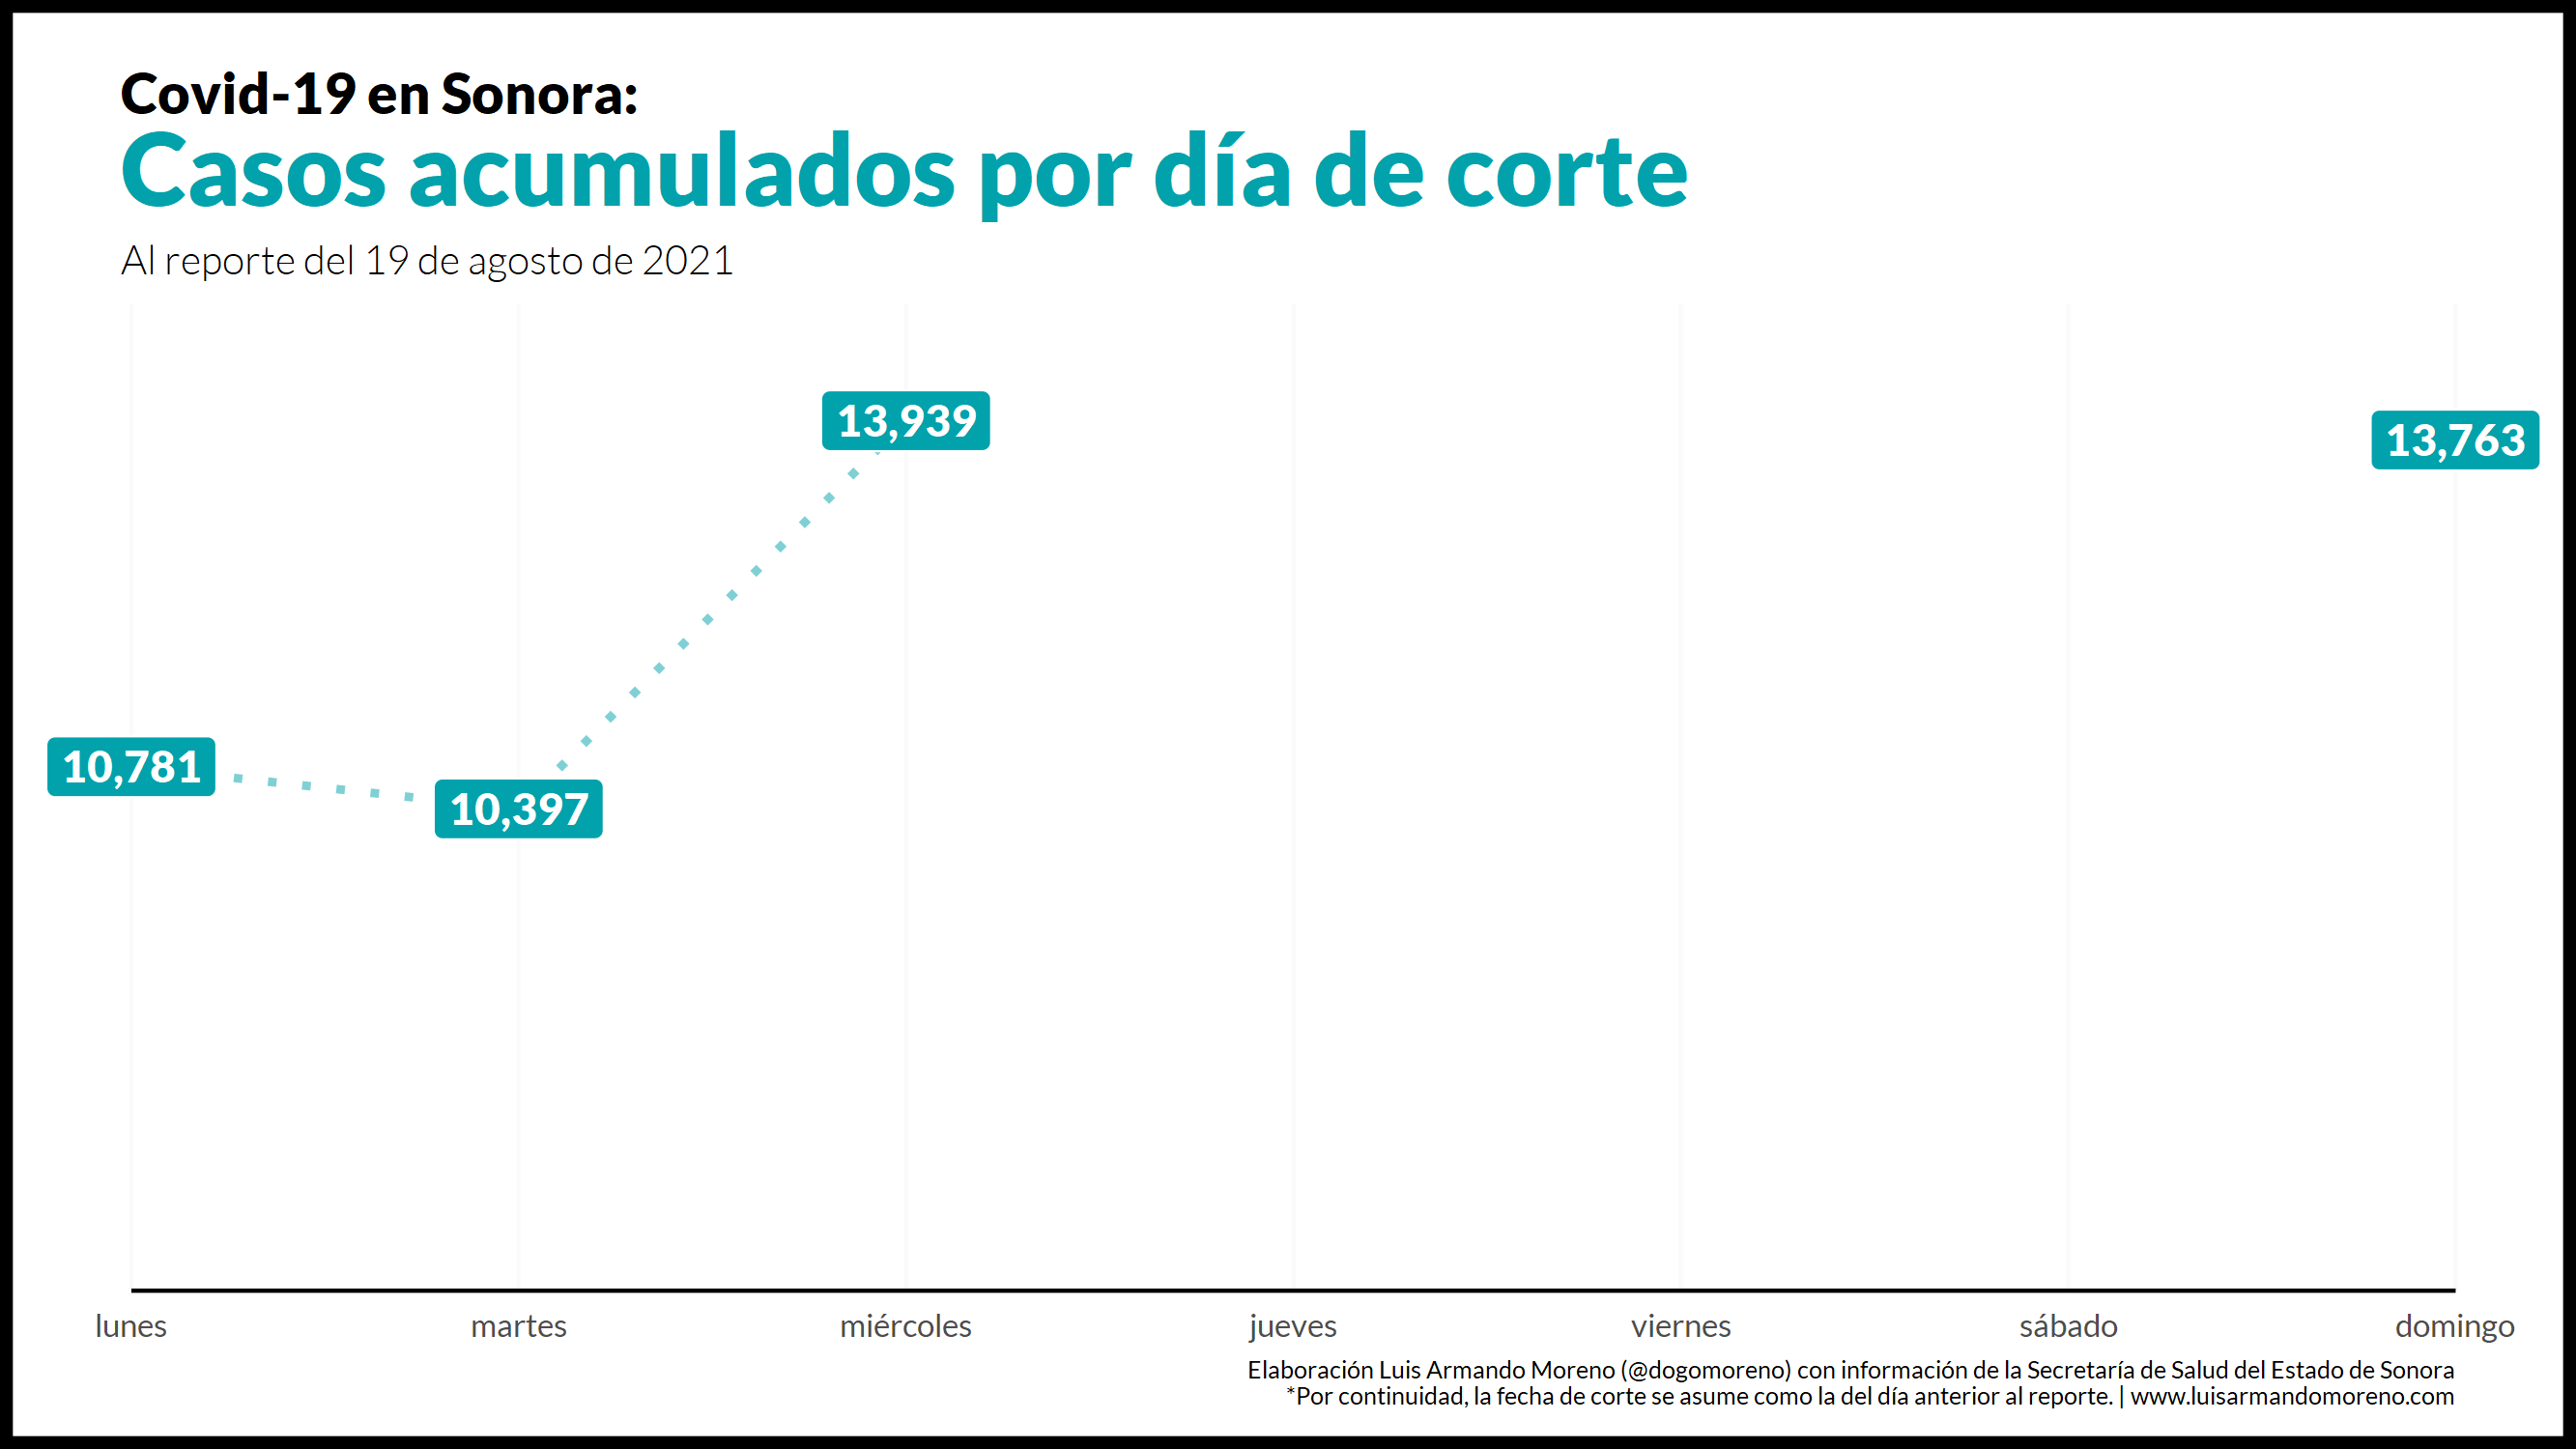 Covid-19 en Sonora:
Casos acumulados por día de corte
Al reporte del 19 de agosto de 2021
13,939
13,763
10,781
10,397
lunes
martes
miércoles
jueves
viernes
sábado
domingo
Elaboración Luis Armando Moreno (@dogomoreno) con información de la Secretaría de Salud del Estado de Sonora
*Por continuidad, la fecha de corte se asume como la del día anterior al reporte. | www.luisarmandomoreno.com